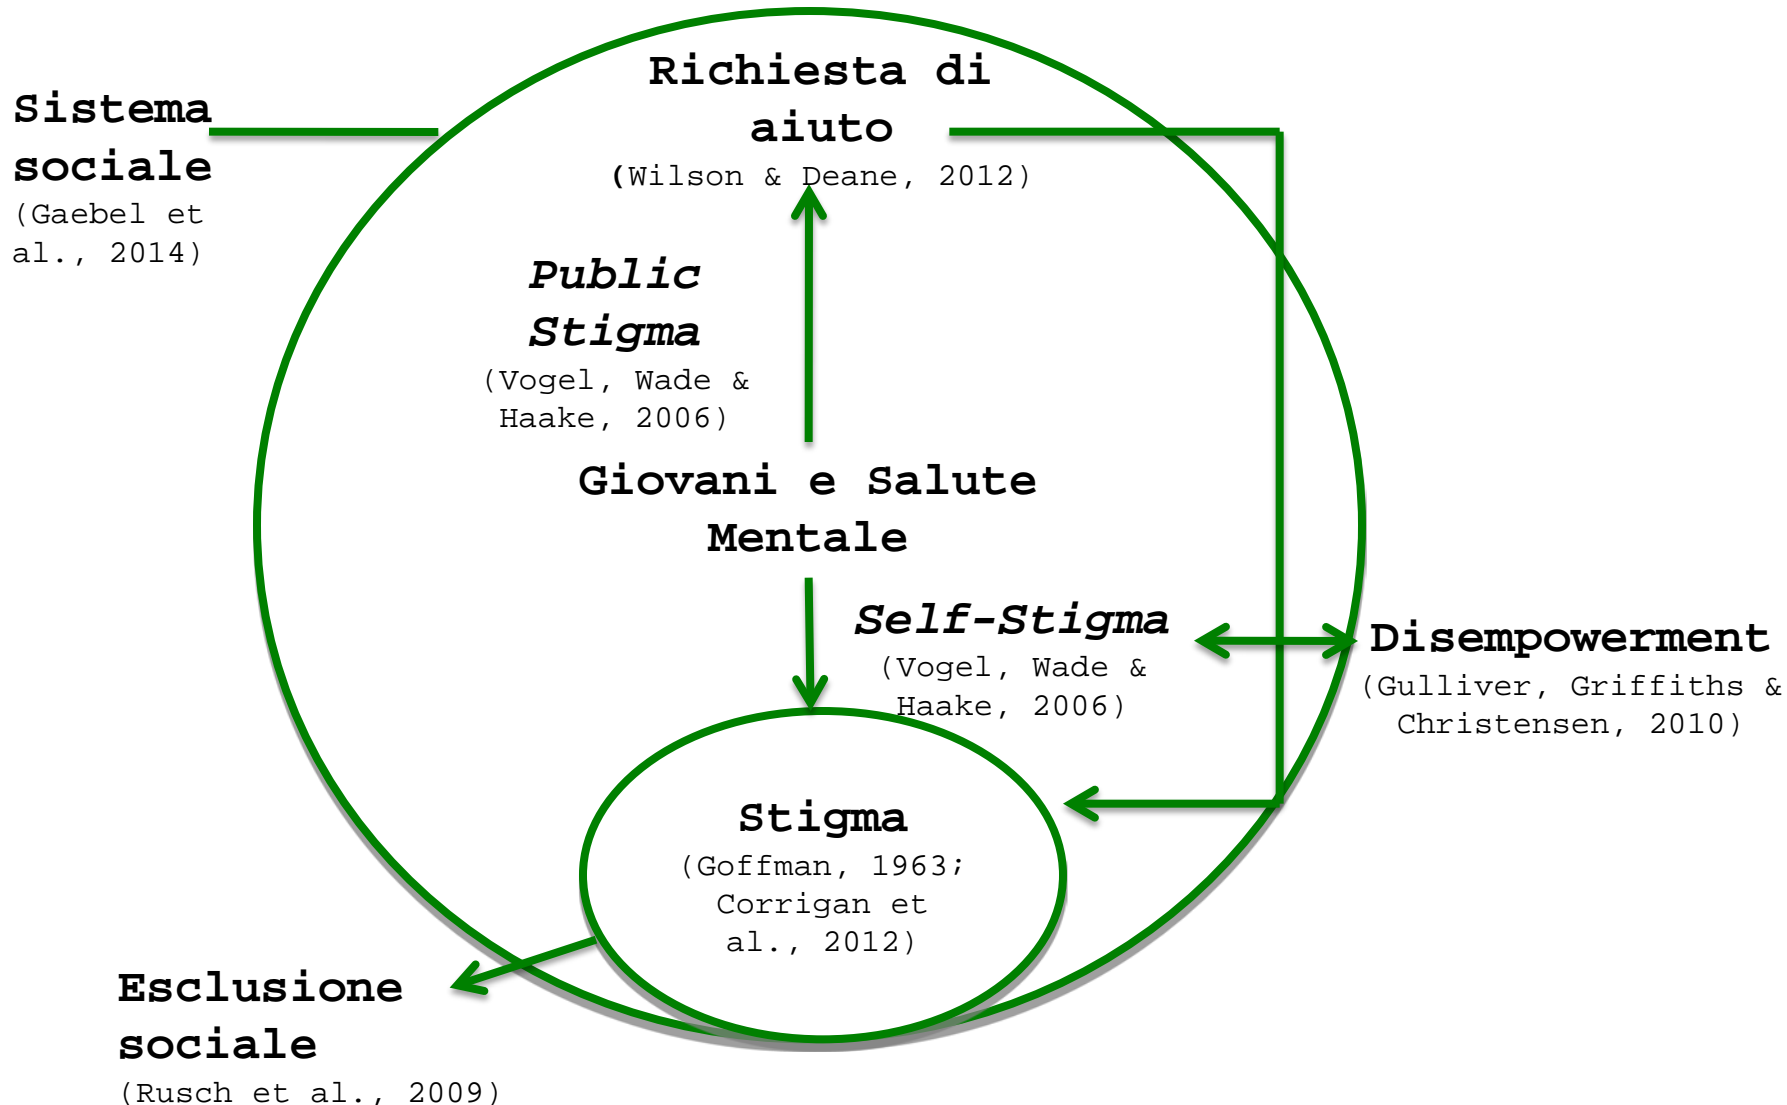 Richiesta di
aiuto
(Wilson & Deane, 2012)
Sistema
sociale
(Gaebel et
al., 2014)
Public
Stigma
(Vogel, Wade &
Haake, 2006)
Giovani e Salute
Mentale
Self-Stigma
(Vogel, Wade &
Haake, 2006)
Disempowerment
(Gulliver, Griffiths &
Christensen, 2010)
Stigma
(Goffman, 1963;
Corrigan et
al., 2012)
Esclusione
sociale
(Rusch et al., 2009)